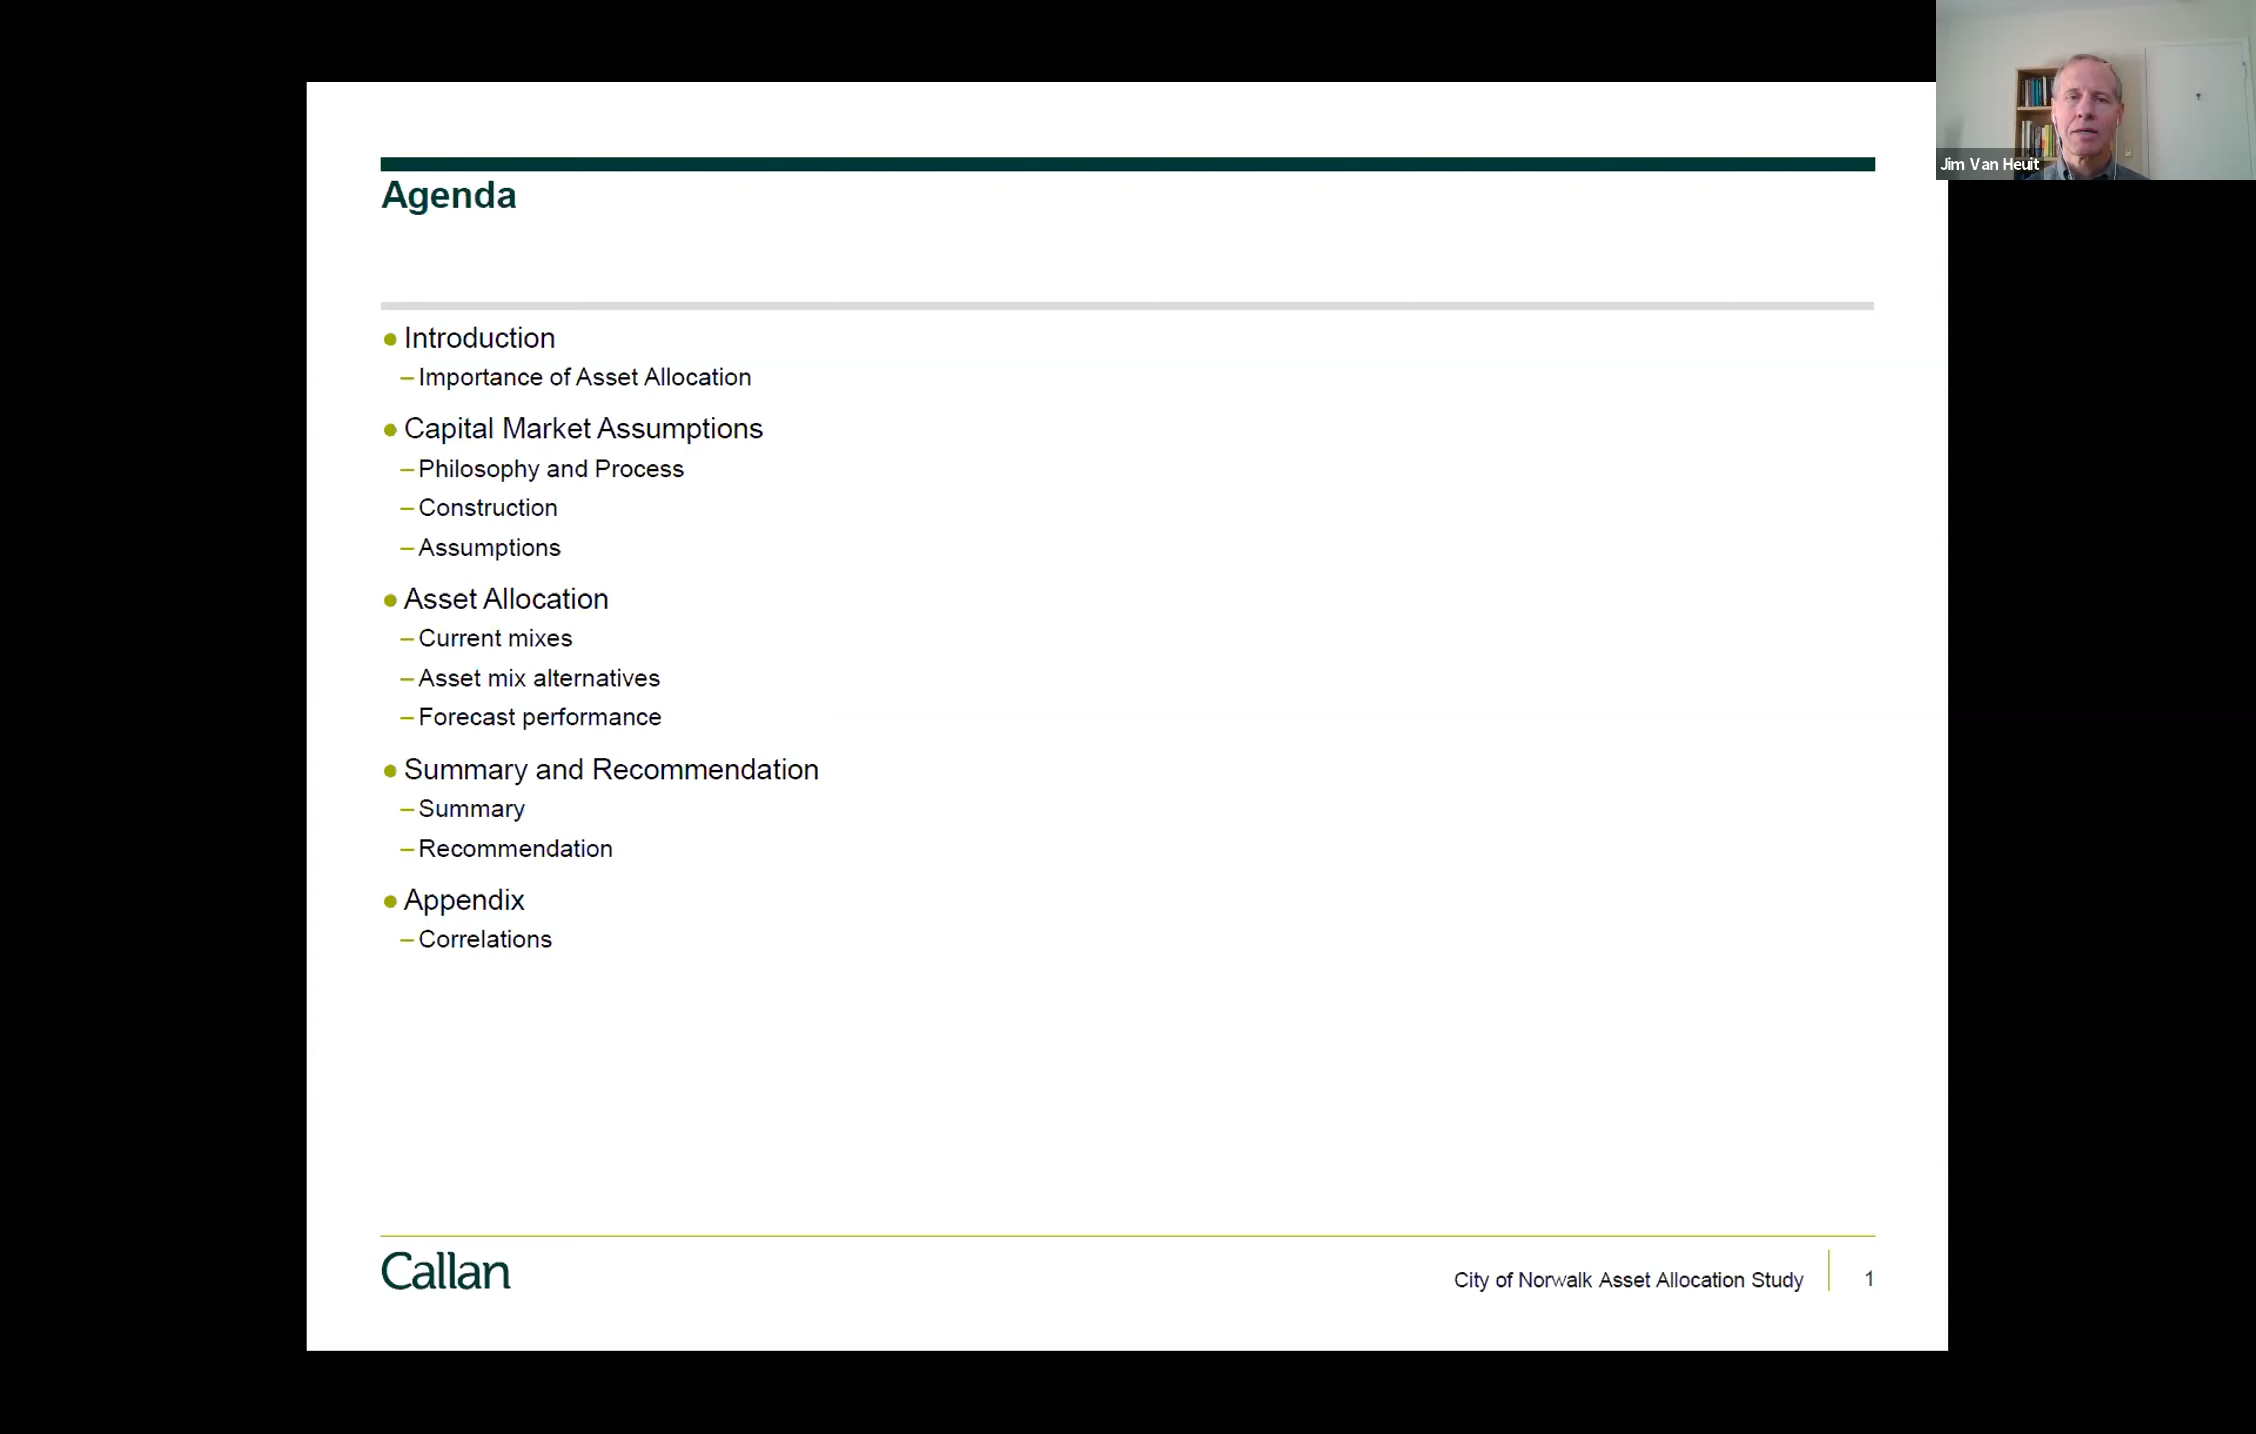 Jim Van Heuit
Agenda
● Introduction
– Importance of Asset Allocation
● Capital Market Assumptions
– Philosophy and Process
– Construction
– Assumptions
● Asset Allocation
– Current mixes
– Asset mix alternatives
– Forecast performance
● Summary and Recommendation
– Summary
– Recommendation
● Appendix
– Correlations
Callan
City of Norwalk Asset Allocation Study
1